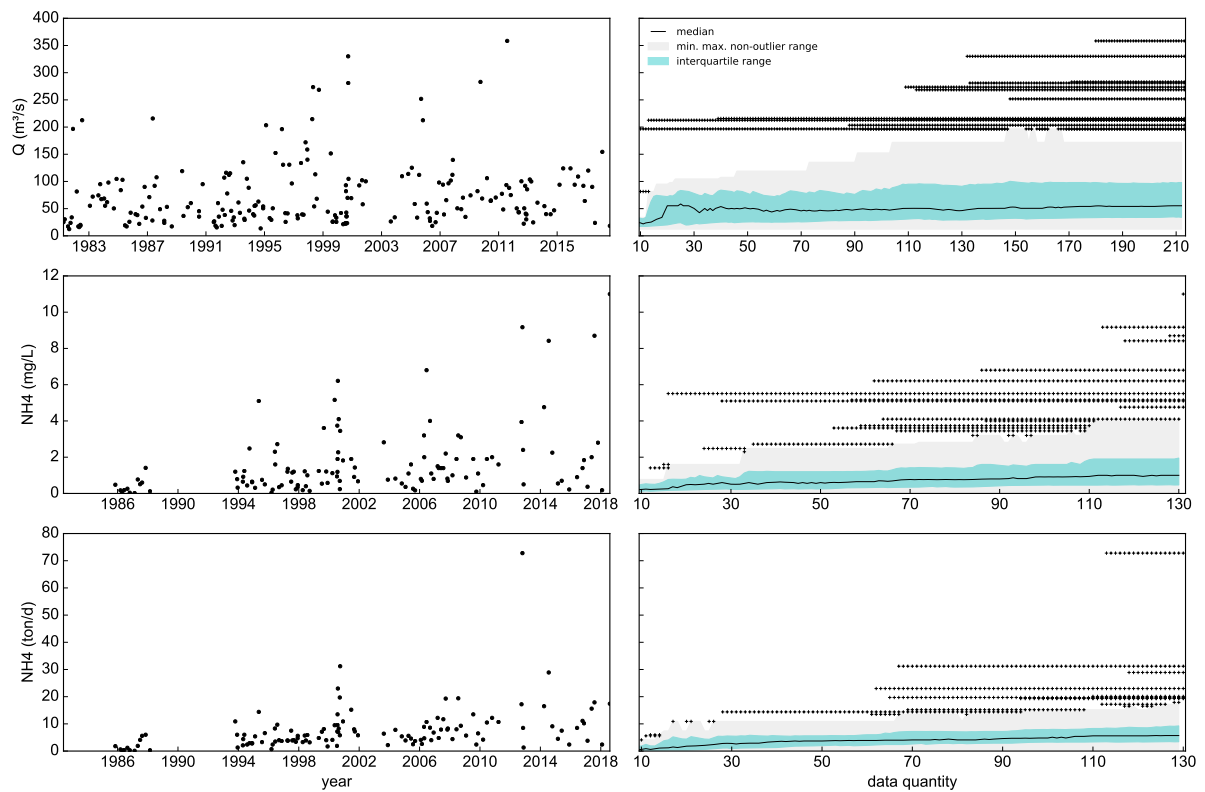 400
350
300
250
200
150
100
50
0
Q (m³/s)
1983 1987 1991 1995 1999 2003 2007 2011 2015
median
min. max. non-outlier range
interquartile range
10 30 50 70 90 110 130 150 170 190 210
12
10
8
6
4
2
0
NH4 (mg/L)
1986 1990 1994 1998 2002 2006 2010 2014 2018
10 30 50 70 90 110 130
80
70
60
50
40
30
20
10
0
NH4 (ton/d)
1986 1990 1994 1998 2002 2006 2010 2014 2018
year
10 30 50 70 90 110 130
data quantity